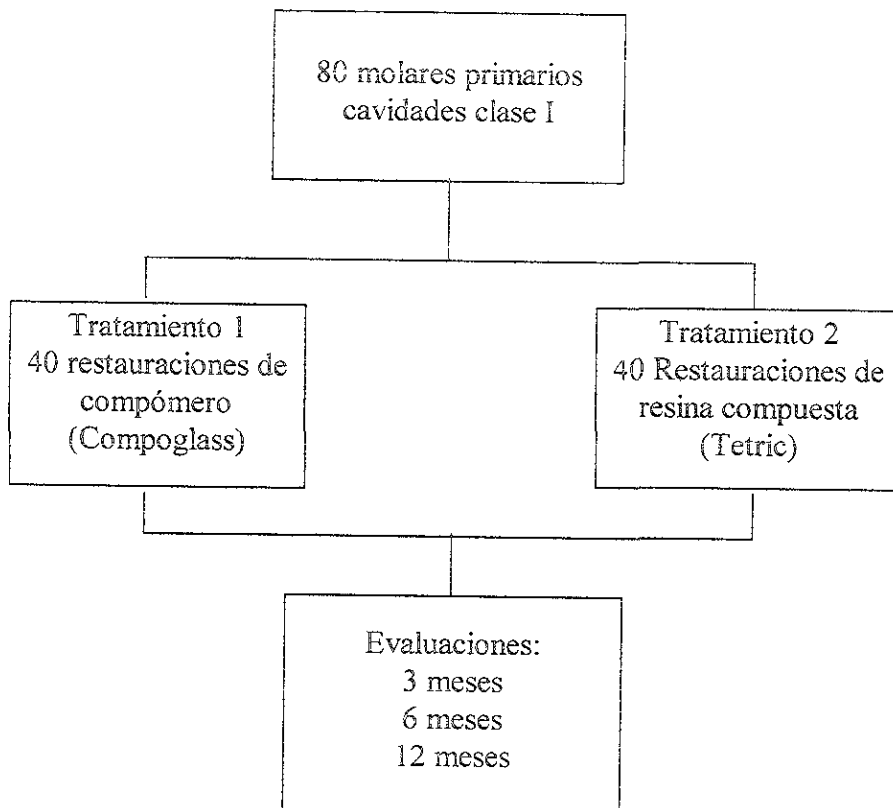 80 molares primarios
cavidades clase I
Tratamiento 1
40 restauraciones de
compómero
(Compoglass)
Tratamiento 2
40 Restauraciones de
resina compuesta
(Tetric)
Evaluaciones:
3 meses
6 meses
12 meses